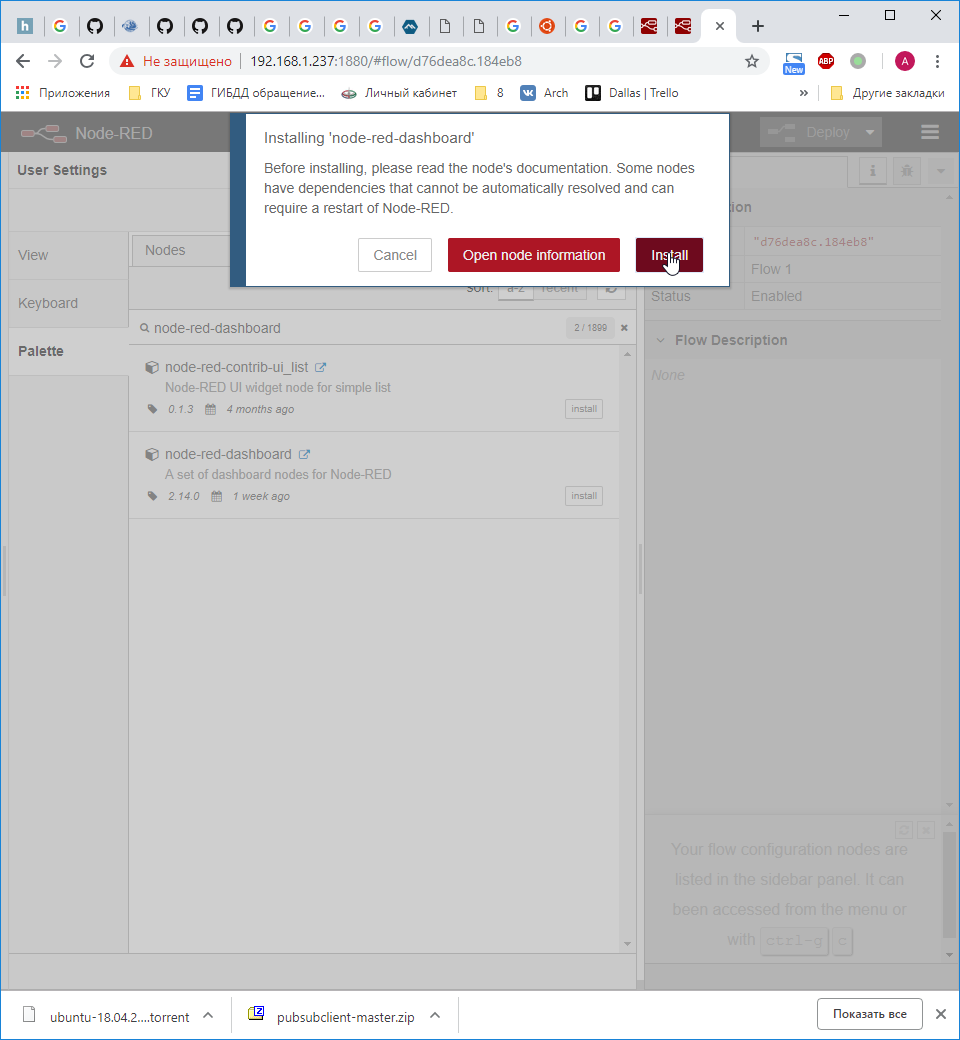 Не защищено 192.168.1.237:1880/#flow/d76dea8c.184eb8
New
ABP
A
Приложения ГКУ ГИБДД обращение... Личный кабинет 8 Arch Dallas | Trello » Другие закладки
Node-RED Deploy
User Settings
Installing 'node-red-dashboard'
Before installing, please read the node's documentation. Some nodes
have dependencies that cannot be automatically resolved and can
require a restart of Node-RED.
Cancel Open node information Install
View
Keyboard
Palette
Nodes
sort: a-z recent
node-red-dashboard 2 / 1899
node-red-contrib-ui_list
Node-RED UI widget node for simple list
0.1.3 4 months ago install
node-red-dashboard
A set of dashboard nodes for Node-RED
2.14.0 1 week ago install
"d76dea8c.184eb8"
Flow 1
Status Enabled
Flow Description
None
Your flow configuration nodes are
listed in the sidebar panel. It can
been accessed from the menu or
with ctrl-g c
ubuntu-18.04.2....torrent pubsubclient-master.zip Показать все